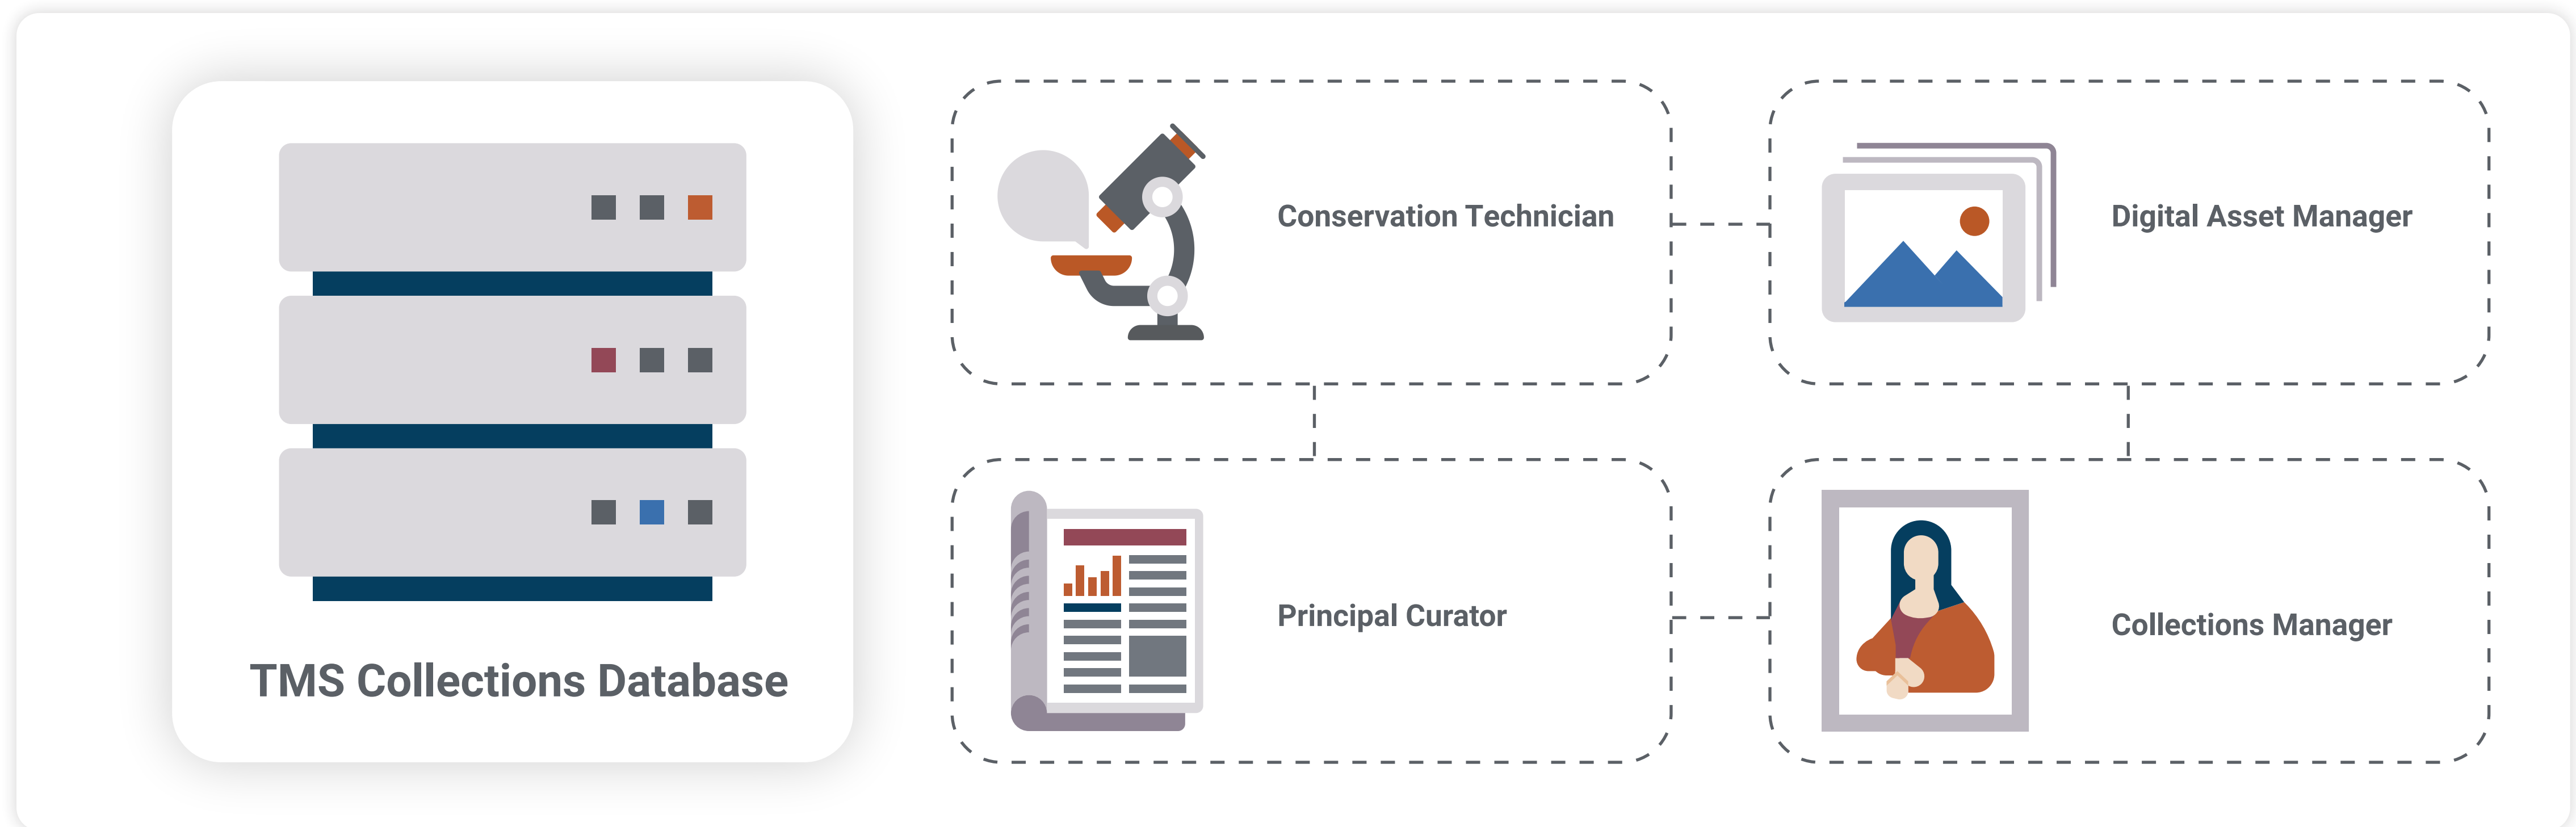 TMS Collections Database
Conservation Technician
Digital Asset Manager
Principal Curator
Collections Manager